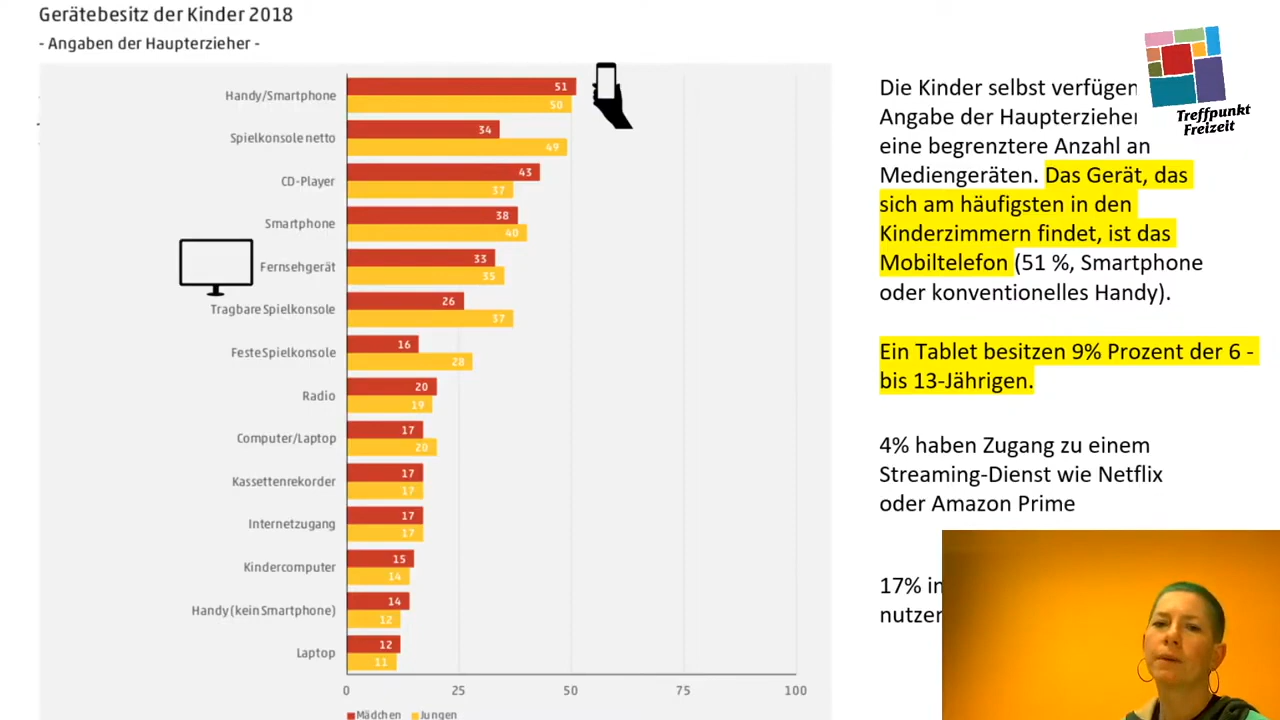 Gerätebesitz der Kinder 2018
- Angaben der Haupterzieher -
Handy/Smartphone 51 50
Spielkonsole netto 34 49
CD-Player 43 37
Smartphone 38 40
Fernsehgerät 33 35
Tragbare Spielkonsole 26 37
Feste Spielkonsole 16 28
Radio 20 19
Computer/Laptop 17 20
Kassettenrekorder 17 17
Internetzugang 17 17
Kindercomputer 15 14
Handy (kein Smartphone) 14 12
Laptop 12 11
0 25 50 75 100
Mädchen Jungen
Treffpunkt
Freizeit
Die Kinder selbst verfügen
Angabe der Haupterzieher
eine begrenztere Anzahl an
Mediengeräten. Das Gerät, das
sich am häufigsten in den
Kinderzimmern findet, ist das
Mobiltelefon (51 %, Smartphone
oder konventionelles Handy).
Ein Tablet besitzen 9% Prozent der 6 -
bis 13-Jährigen.
4% haben Zugang zu einem
Streaming-Dienst wie Netflix
oder Amazon Prime
17%